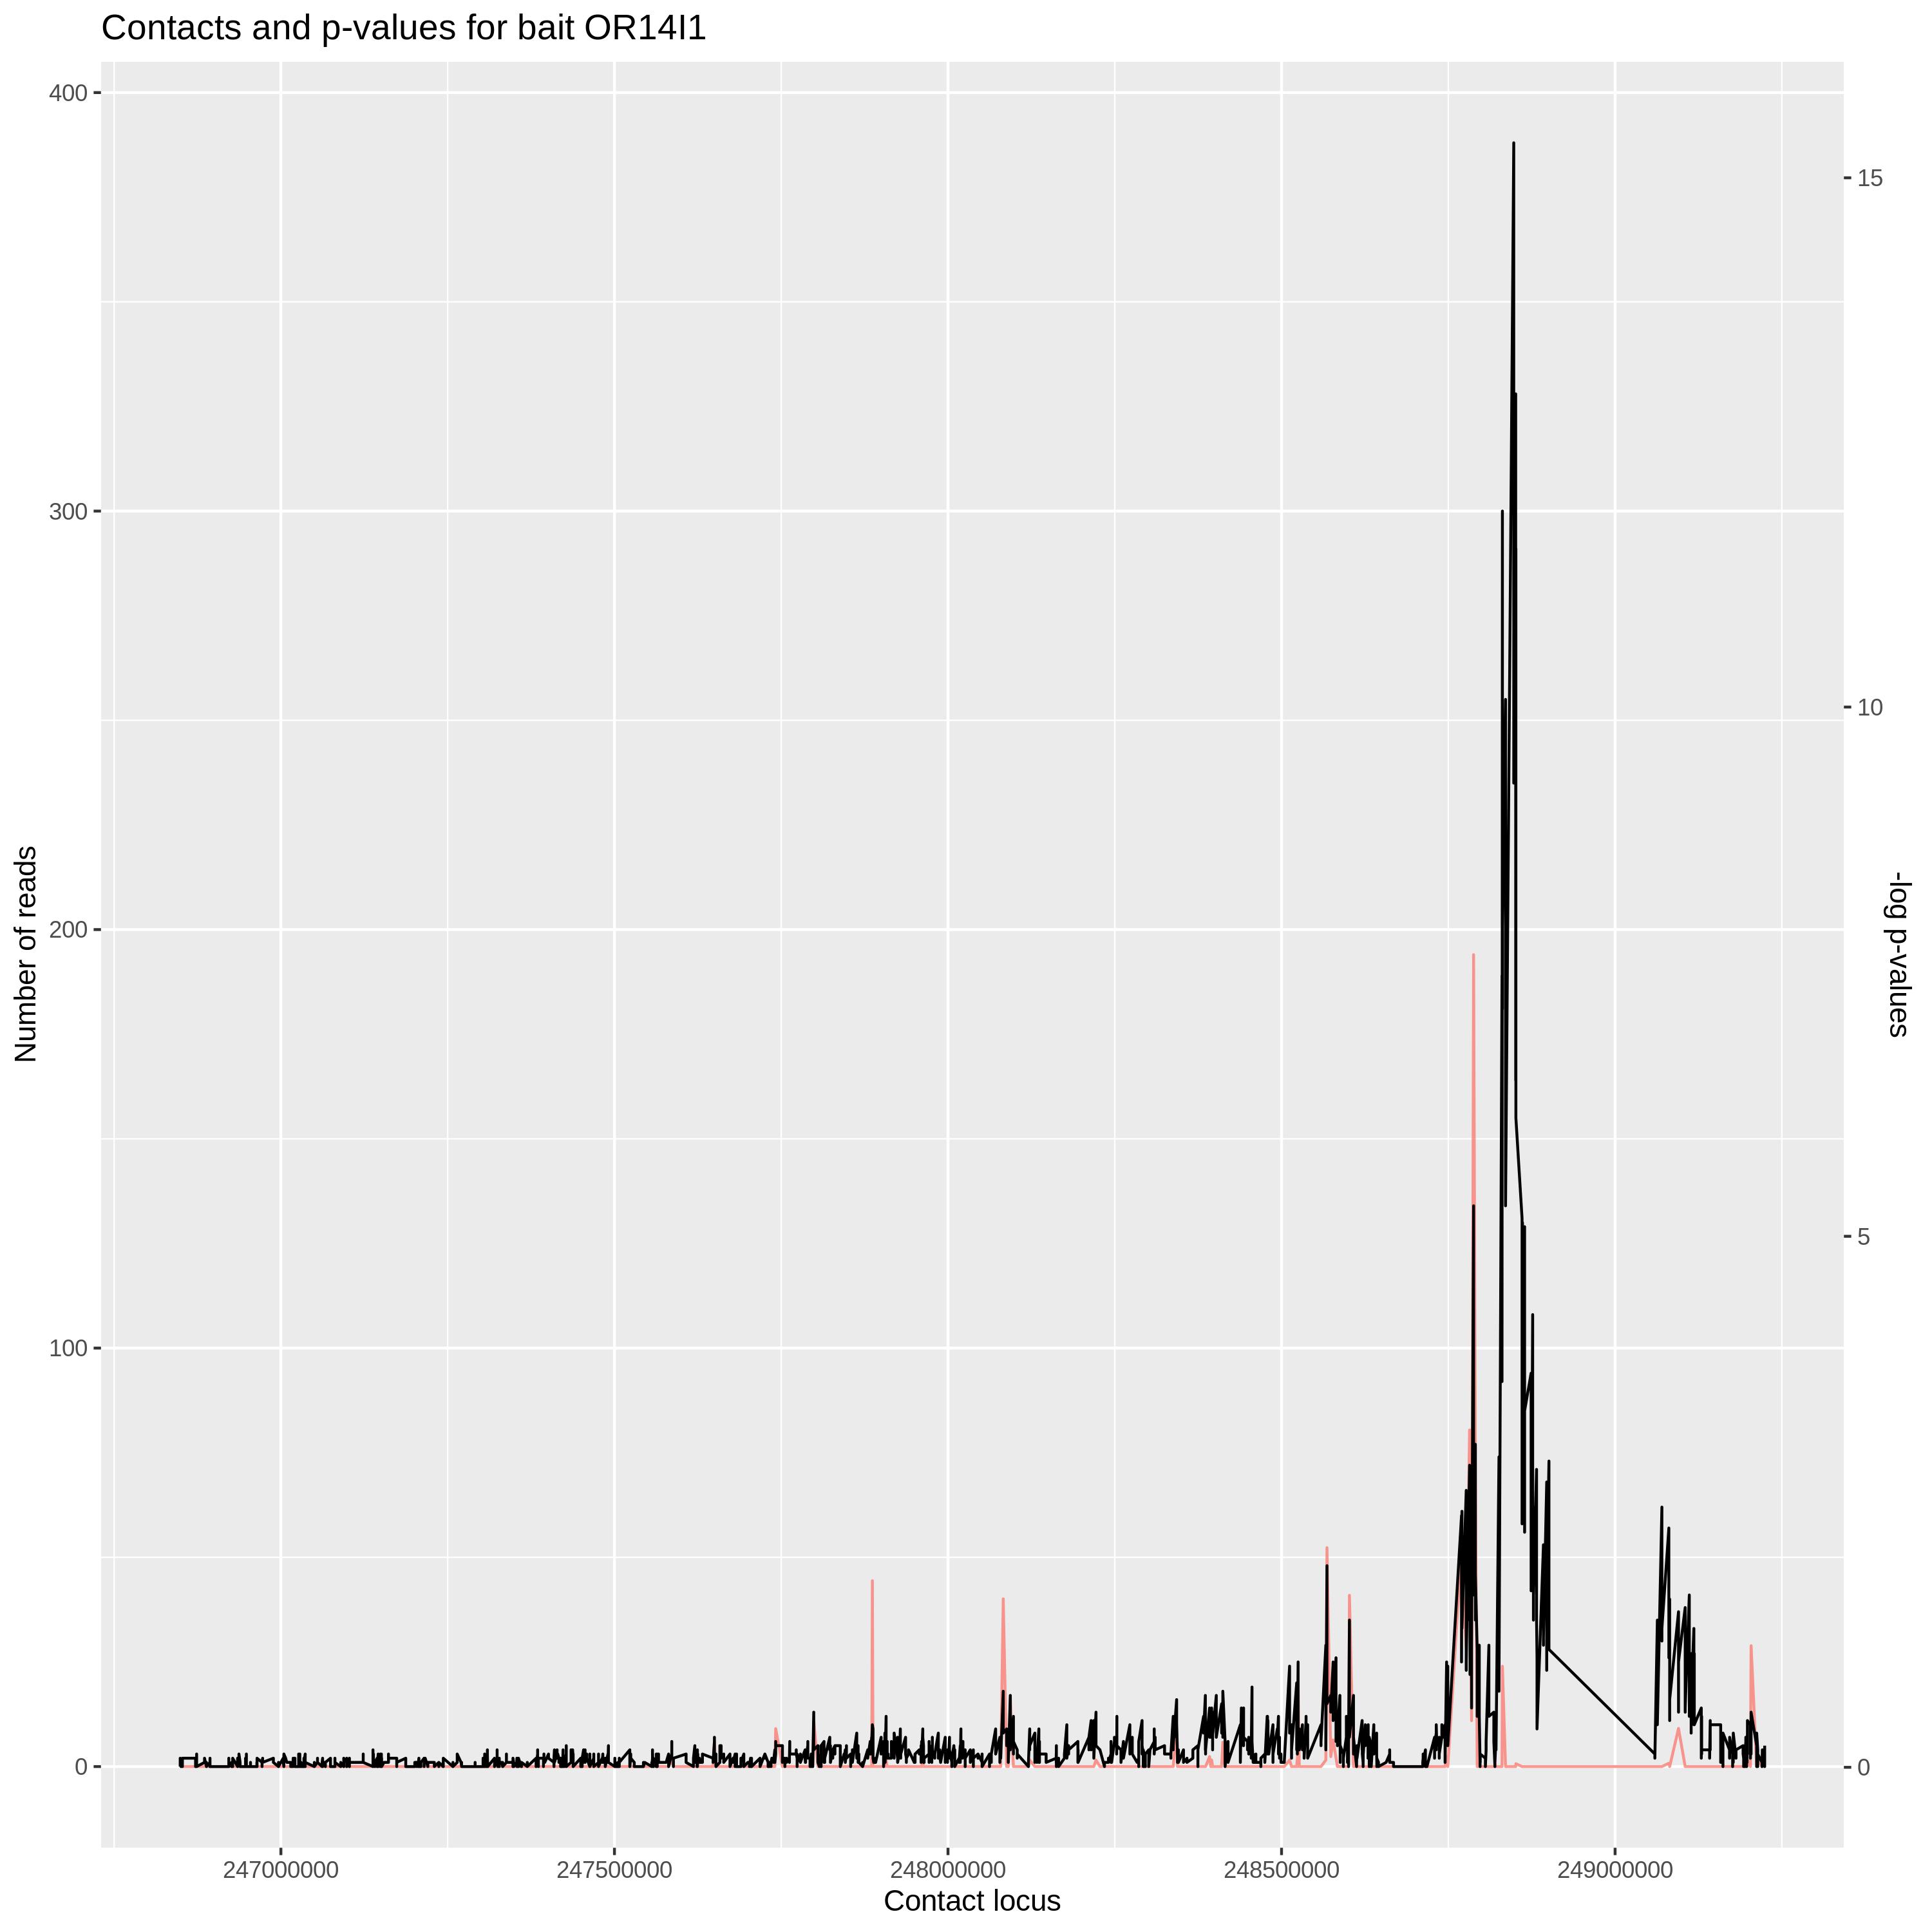 Contacts and p-values for bait OR14I1
400
300
200
100
0
Number of reads
15
10
5
0
-log p-values
247000000 247500000 248000000 248500000 249000000
Contact locus